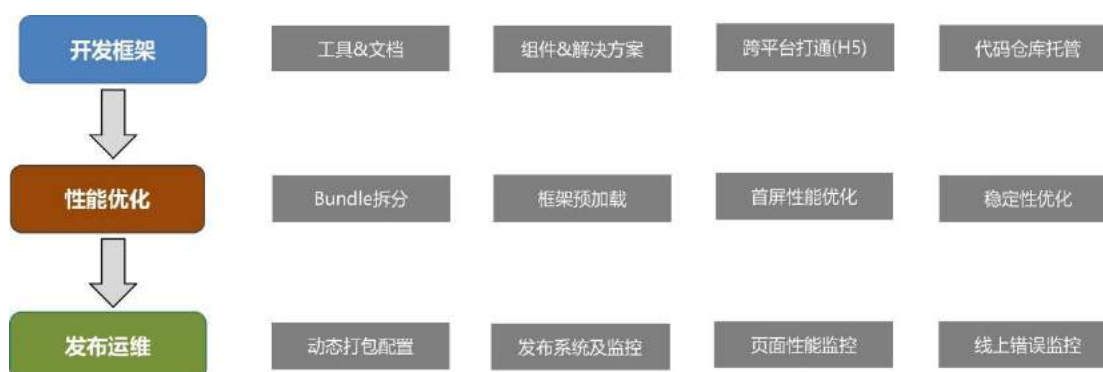 开发框架
工具&文档
组件&解决方案
跨平台打通(H5)
代码仓库托管
性能优化
Bundle拆分
框架预加载
首屏性能优化
稳定性优化
发布运维
动态打包配置
发布系统及监控
页面性能监控
线上错误监控